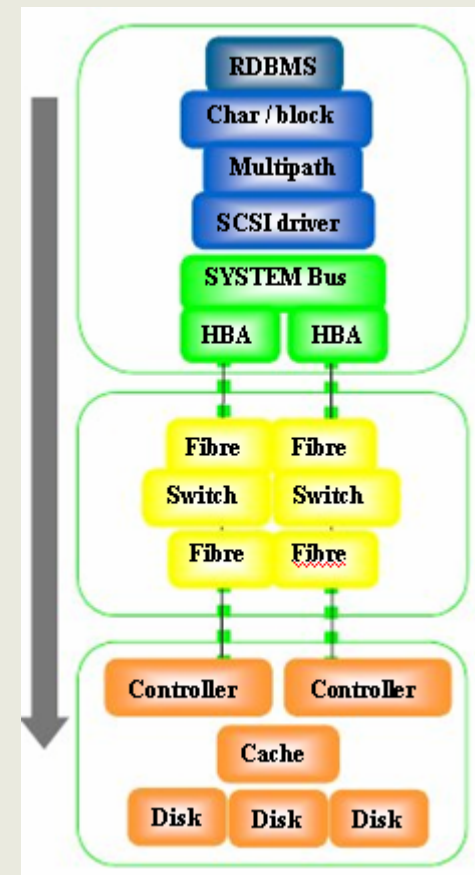 RDBMS
Char / block
Multipath
SCSI driver
SYSTEM Bus
HBA HBA
Fibre Fibre
Switch Switch
Fibre Fibre
Controller Controller
Cache
Disk Disk Disk